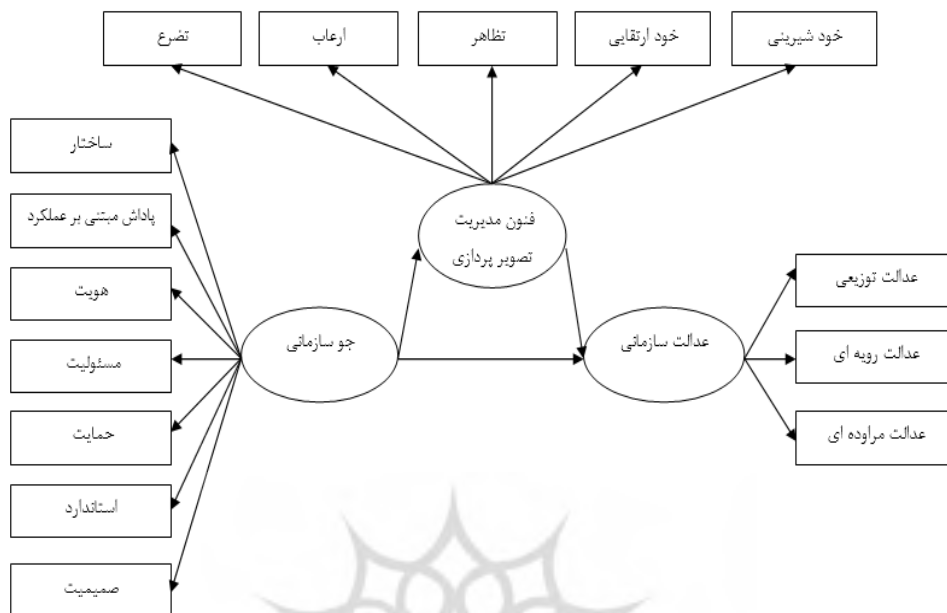 خود شیرینی
خود ارتقایی
تظاهر
ارعاب
تضرع
ساختار
پاداش مبتنی بر عملکرد
هویت
مسئولیت
حمایت
استاندارد
صمیمیت
فنون مدیریت
تصویر پردازی
جو سازمانی
عدالت سازمانی
عدالت توزیعی
عدالت رویه ای
عدالت مراوده ای